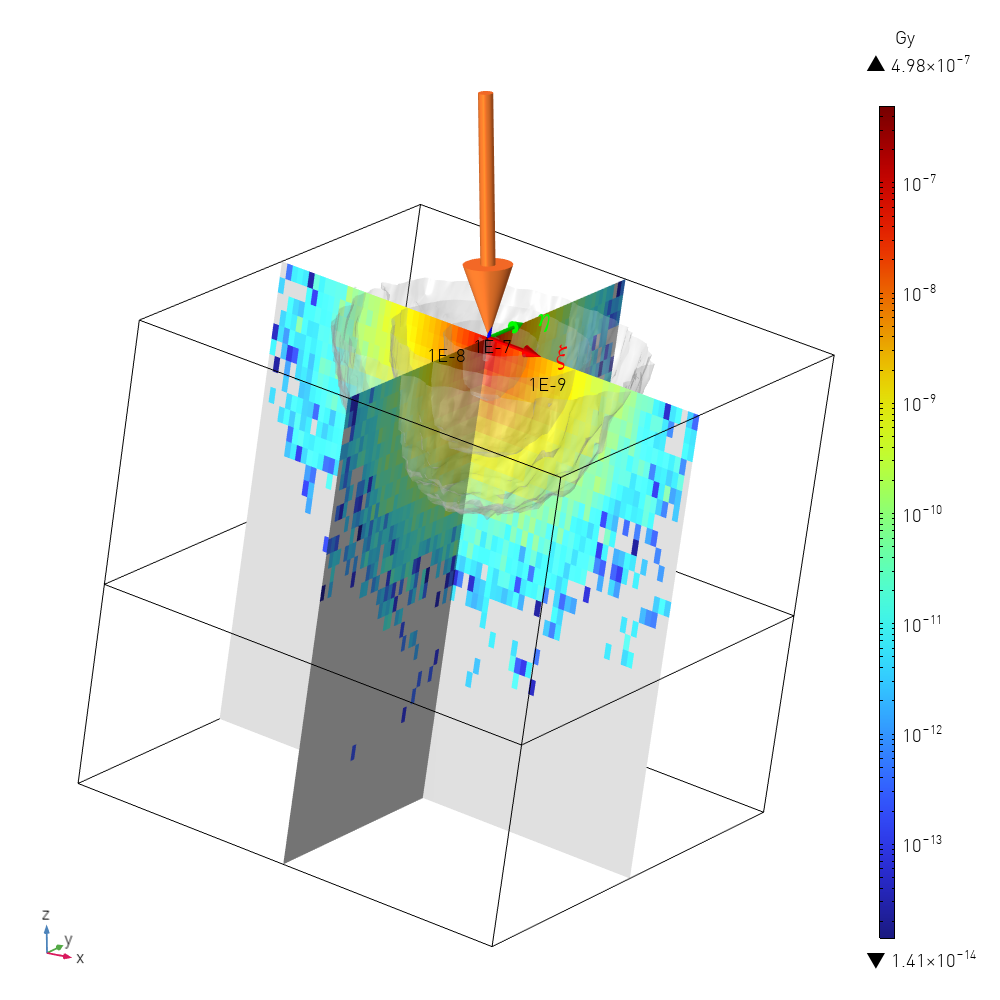 Gy
4.98×10⁻⁷
10⁻⁷
10⁻⁸
10⁻⁹
10⁻¹⁰
10⁻¹¹
10⁻¹²
10⁻¹³
1.41×10⁻¹⁴
η
1E-7
1E-8
ξ
1E-9
z
y
x